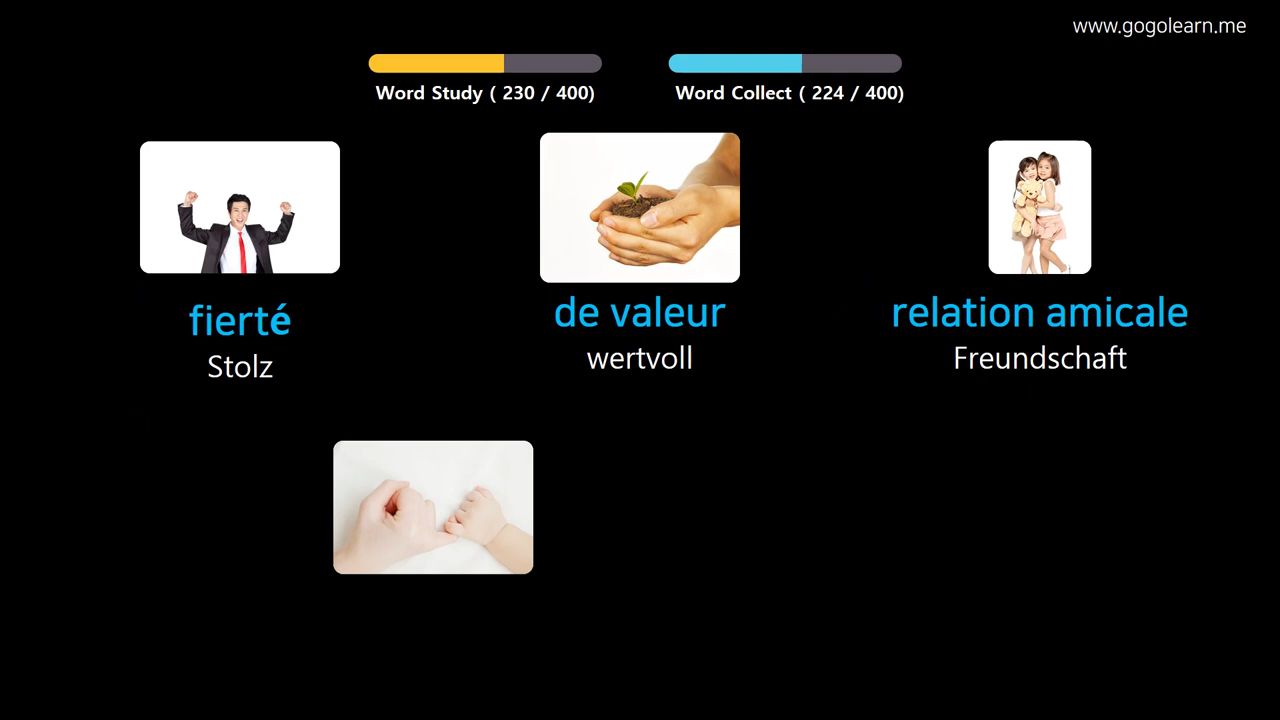 www.gogolearn.me
Word Study ( 230 / 400)
Word Collect ( 224 / 400)
fierté
Stolz
de valeur
wertvoll
relation amicale
Freundschaft